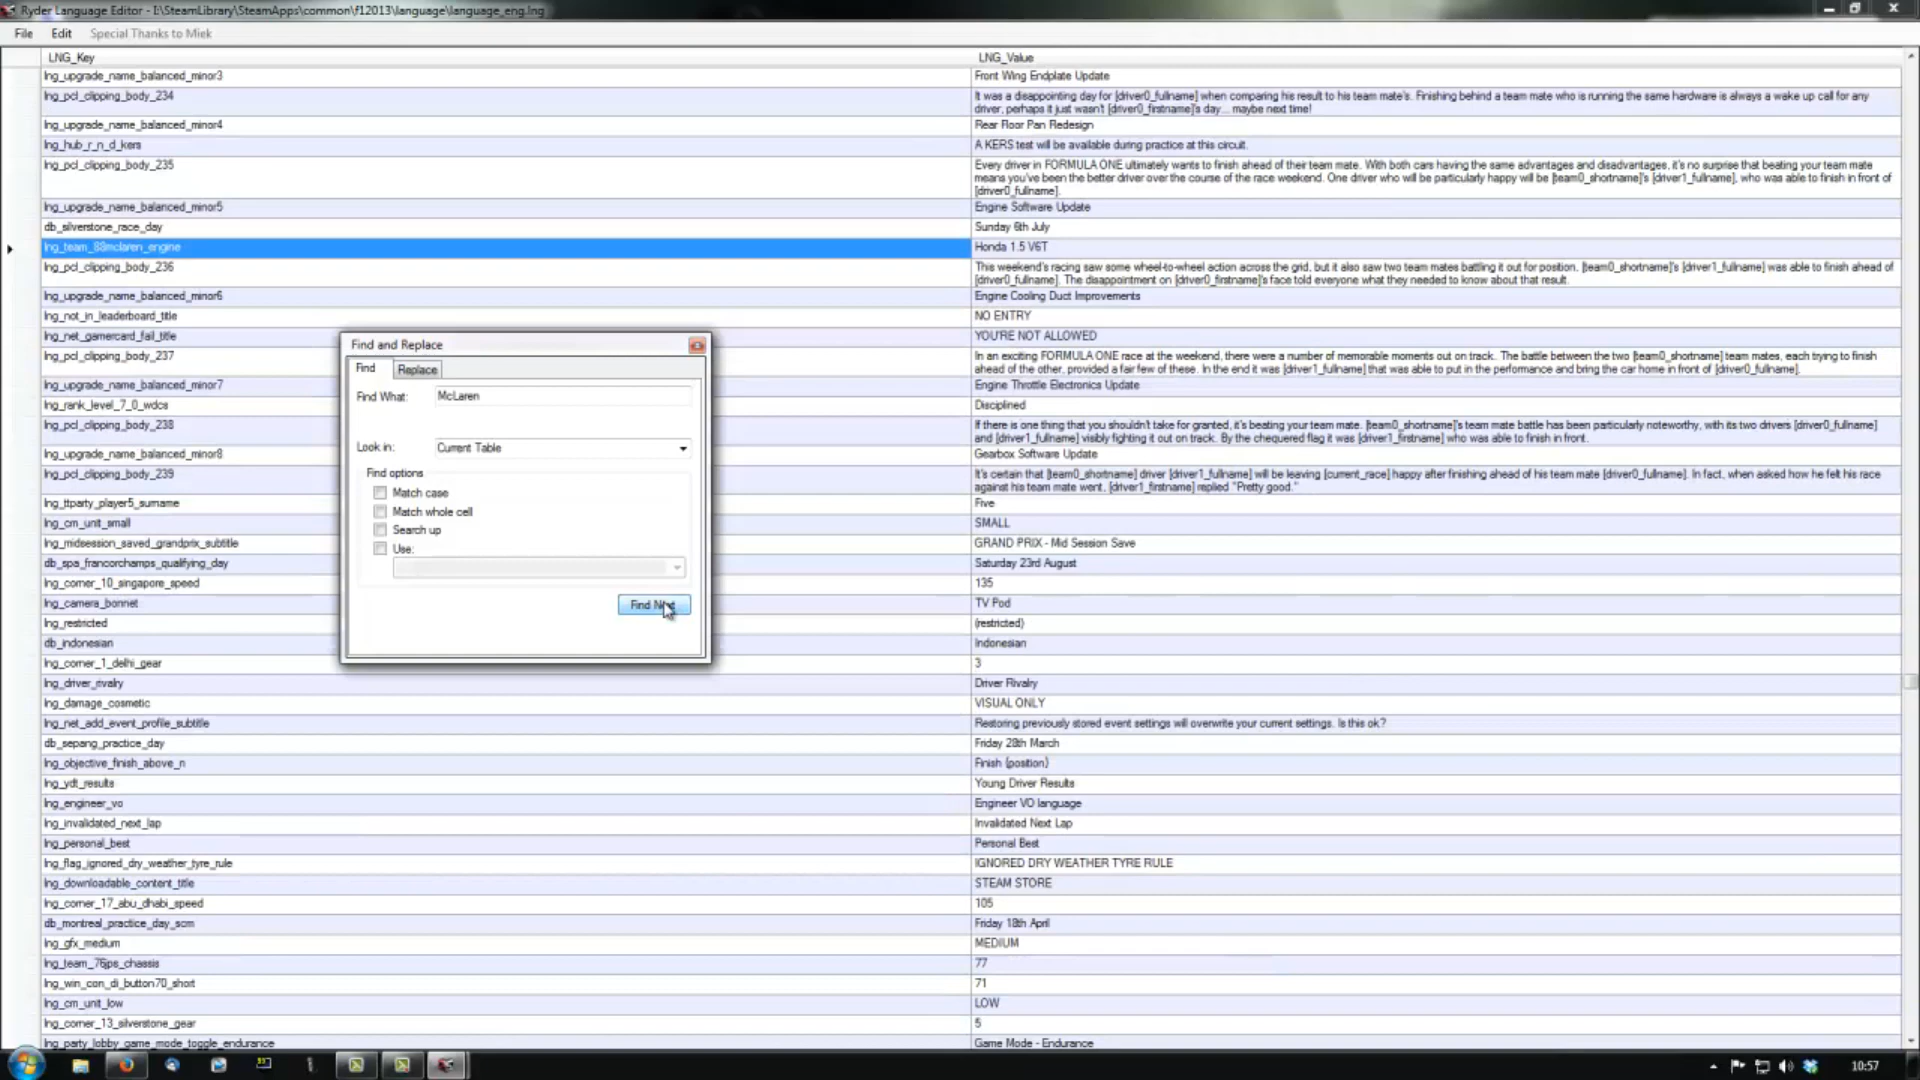 Ryder Language Editor - I:\SteamLibrary\SteamApps\common\f12013\language\language_eng.lng
File Edit Special Thanks to Miek
LNG_Key LNG_Value
lng_upgrade_name_balanced_minor3 Front Wing Endplate Update
lng_pcl_clipping_body_234 It was a disappointing day for [driver0_fullname] when comparing his result to his team mate's. Finishing behind a team mate who is running the same hardware is always a wake up call for any
driver, perhaps it just wasn't [driver0_firstname]'s day... maybe next time!
lng_upgrade_name_balanced_minor4 Rear Floor Pan Redesign
lng_hub_r_n_d_kers A KERS test will be available during practice at this circuit.
lng_pcl_clipping_body_235 Every driver in FORMULA ONE ultimately wants to finish ahead of their team mate. With both cars having the same advantages and disadvantages, it's no surprise that beating your team mate
means you've been the better driver over the course of the race weekend. One driver who will be particularly happy will be [team0_shortname]'s [driver1_fullname], who was able to finish in front of
[driver0_fullname].
lng_upgrade_name_balanced_minor5 Engine Software Update
db_silverstone_race_day Sunday 6th July
lng_team_88mclaren_engine Honda 1.5 V6T
lng_pcl_clipping_body_236 This weekend's racing saw some wheel-to-wheel action across the grid, but it also saw two team mates battling it out for position. [team0_shortname]'s [driver1_fullname] was able to finish ahead of
[driver0_fullname]. The disappointment on [driver0_firstname]'s face told everyone what they needed to know about that result.
lng_upgrade_name_balanced_minor6 Engine Cooling Duct Improvements
lng_not_in_leaderboard_title NO ENTRY
lng_net_gamercard_fail_title YOU'RE NOT ALLOWED
lng_pcl_clipping_body_237 In an exciting FORMULA ONE race at the weekend, there were a number of memorable moments out on track. The battle between the two [team0_shortname] team mates, each trying to finish
ahead of the other, provided a fair few of these. In the end it was [driver1_fullname] that was able to put in the performance and bring the car home in front of [driver0_fullname].
lng_upgrade_name_balanced_minor7 Engine Throttle Electronics Update
lng_rank_level_7_0_wdcs Disciplined
lng_pcl_clipping_body_238 If there is one thing that you shouldn't take for granted, it's beating your team mate. [team0_shortname]'s team mate battle has been particularly noteworthy, with its two drivers [driver0_fullname]
and [driver1_fullname] visibly fighting it out on track. By the chequered flag it was [driver1_firstname] who was able to finish in front.
lng_upgrade_name_balanced_minor8 Gearbox Software Update
lng_pcl_clipping_body_239 It's certain that [team0_shortname] driver [driver1_fullname] will be leaving [current_race] happy after finishing ahead of his team mate [driver0_fullname]. In fact, when asked how he felt his race
against his team mate went, [driver1_firstname] replied "Pretty good."
lng_ttparty_player5_surname Five
lng_cm_unit_small SMALL
lng_midsession_saved_grandprix_subtitle GRAND PRIX - Mid Session Save
db_spa_francorchamps_qualifying_day Saturday 23rd August
lng_corner_10_singapore_speed 135
lng_camera_bonnet TV Pod
lng_restricted (restricted)
db_indonesian Indonesian
lng_corner_1_delhi_gear 3
lng_driver_rivalry Driver Rivalry
lng_damage_cosmetic VISUAL ONLY
lng_net_add_event_profile_subtitle Restoring previously stored event settings will overwrite your current settings. Is this ok?
db_sepang_practice_day Friday 28th March
lng_objective_finish_above_n Finish {position}
lng_ydt_results Young Driver Results
lng_engineer_vo Engineer VO language
lng_invalidated_next_lap Invalidated Next Lap
lng_personal_best Personal Best
lng_flag_ignored_dry_weather_tyre_rule IGNORED DRY WEATHER TYRE RULE
lng_downloadable_content_title STEAM STORE
lng_corner_17_abu_dhabi_speed 105
db_montreal_practice_day_scm Friday 18th April
lng_gfx_medium MEDIUM
lng_team_76jps_chassis 77
lng_win_con_di_button70_short 71
lng_cm_unit_low LOW
lng_corner_13_silverstone_gear 5
lng_party_lobby_game_mode_toggle_endurance Game Mode - Endurance
Find and Replace
Find Replace
Find What: McLaren
Look in: Current Table
Find options
Match case
Match whole cell
Search up
Use:
Find Next
10:57